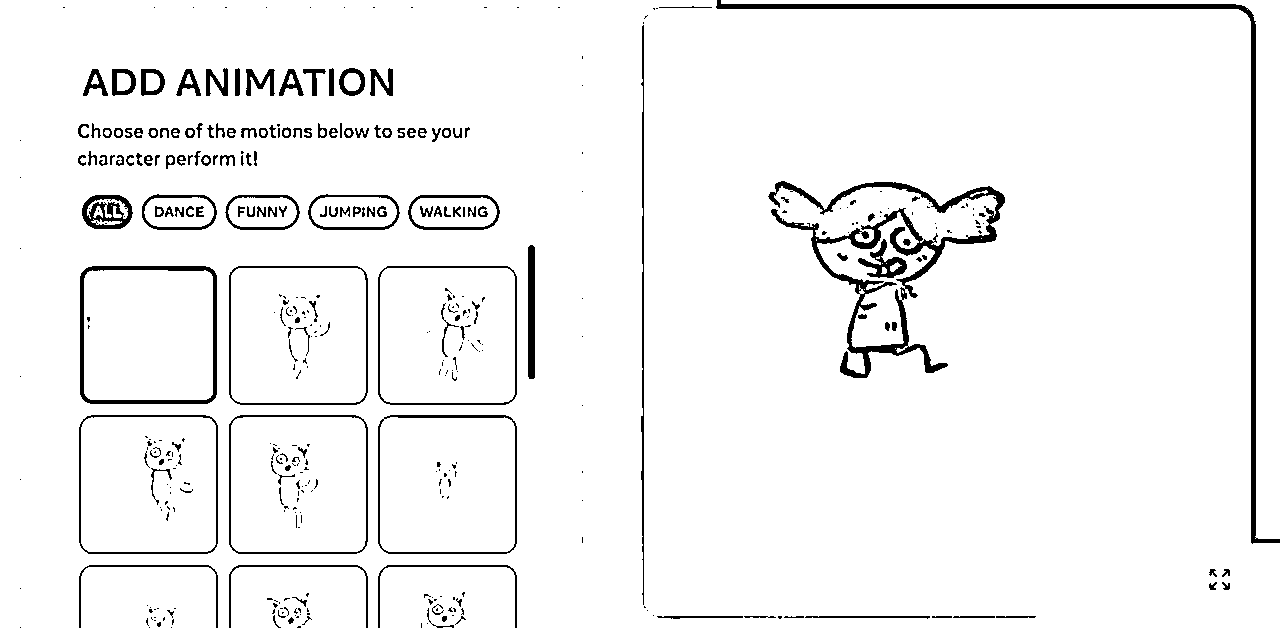 ADD ANIMATION
Choose one of the motions below to see your
character perform it!
ALL DANCE FUNNY JUMPING WALKING